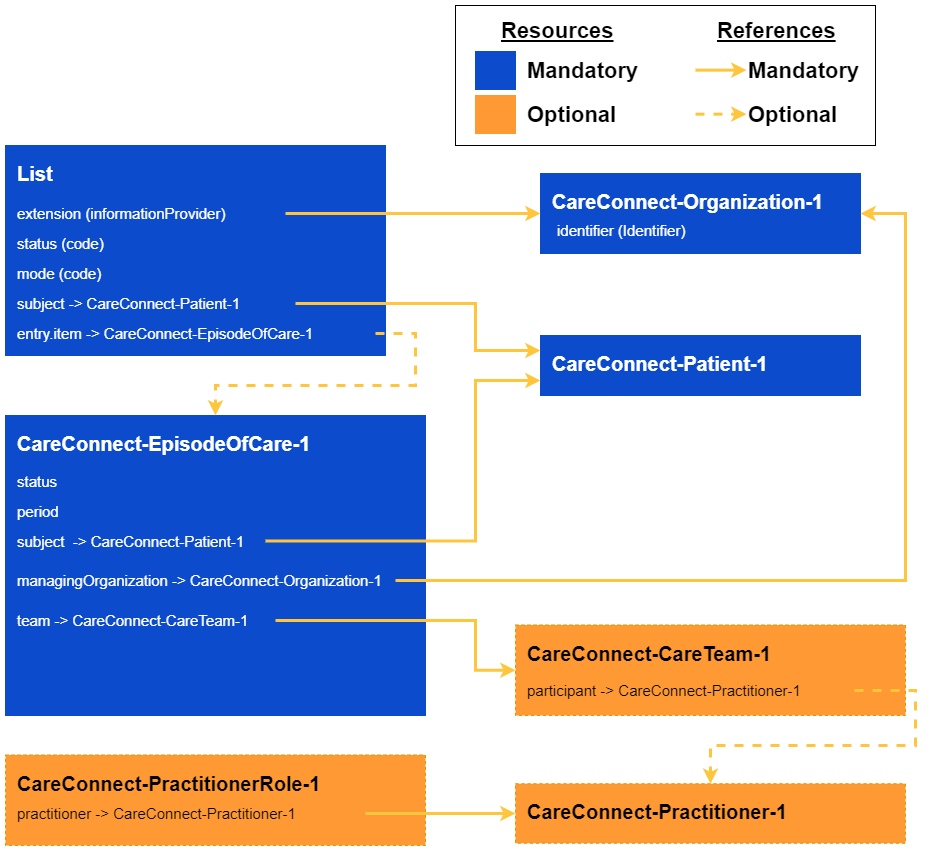 Resources
References
Mandatory
Mandatory
Optional
Optional
List
extension (informationProvider)
status (code)
mode (code)
subject -> CareConnect-Patient-1
entry.item -> CareConnect-EpisodeOfCare-1
CareConnect-Organization-1
identifier (Identifier)
CareConnect-Patient-1
CareConnect-EpisodeOfCare-1
status
period
subject -> CareConnect-Patient-1
managingOrganization -> CareConnect-Organization-1
team -> CareConnect-CareTeam-1
CareConnect-CareTeam-1
participant -> CareConnect-Practitioner-1
CareConnect-PractitionerRole-1
practitioner -> CareConnect-Practitioner-1
CareConnect-Practitioner-1